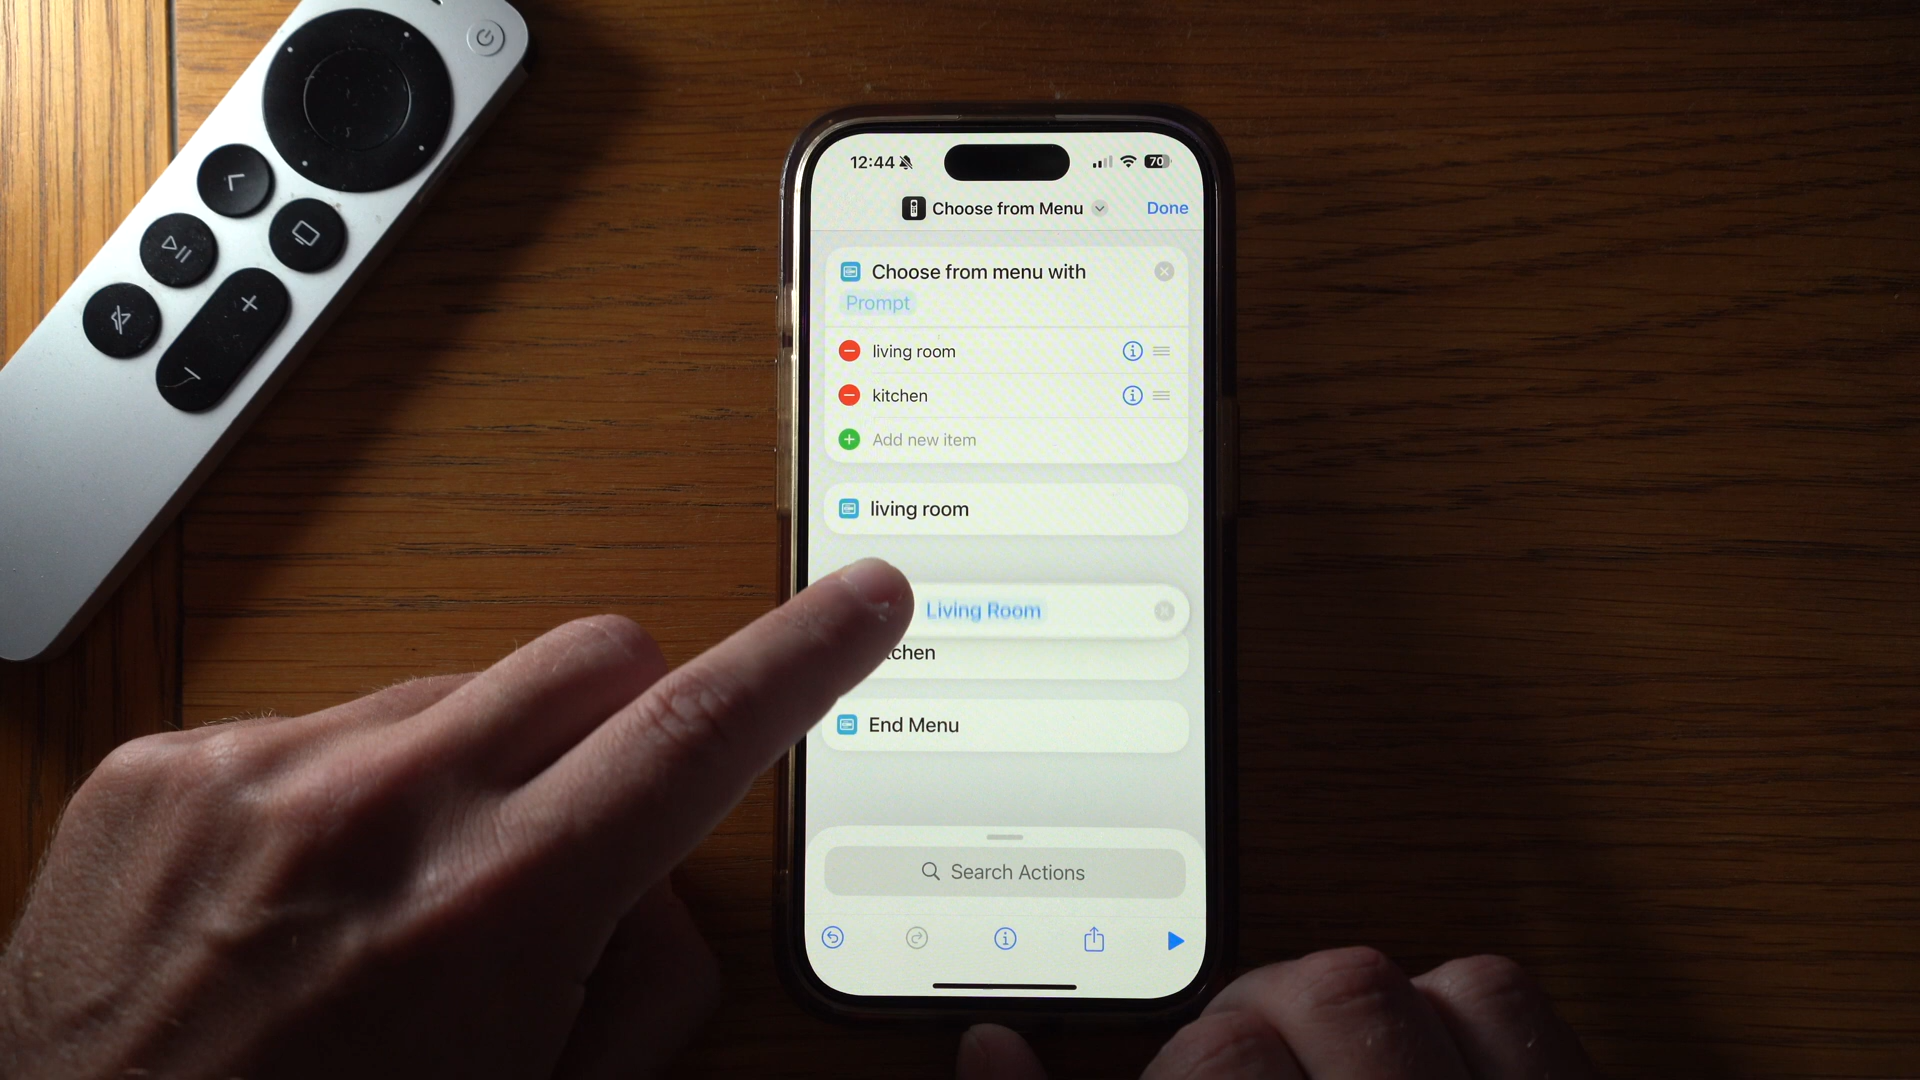 12:44
70
Choose from Menu
Done
Choose from menu with
Prompt
living room
kitchen
Add new item
living room
Living Room
tchen
End Menu
Search Actions